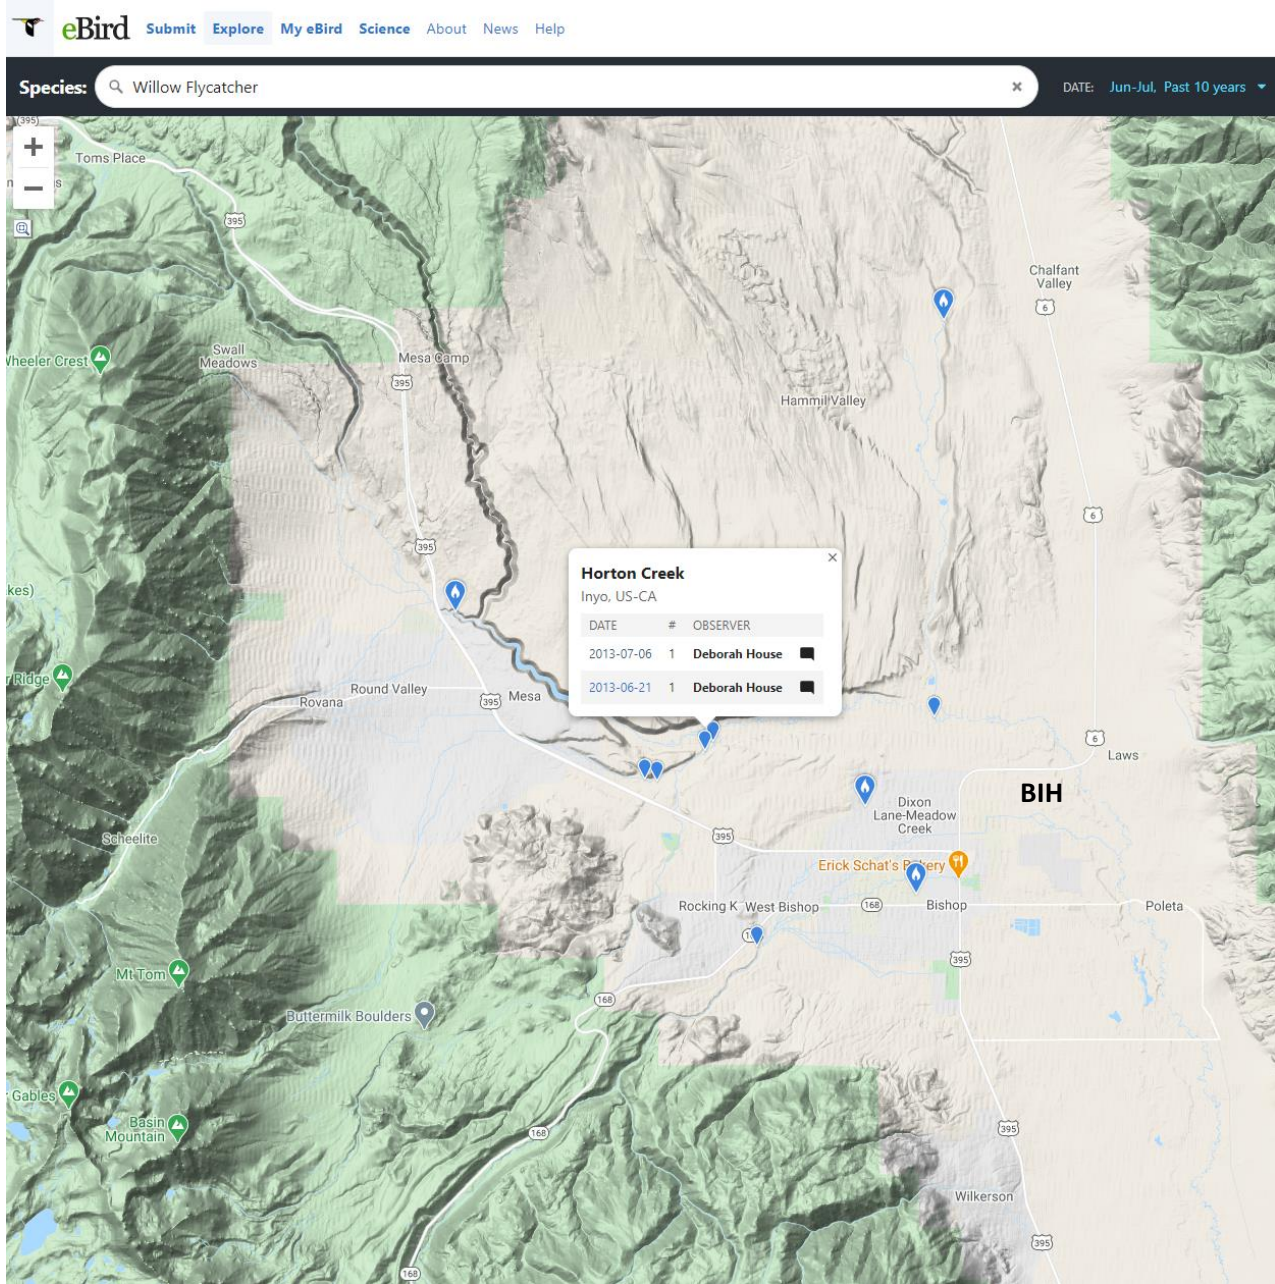 eBird Submit Explore My eBird Science About News Help
Species: Willow Flycatcher × DATE: Jun-Jul, Past 10 years
395
+
Toms Place
−
395
Chalfant
Valley
6
Swall
Meadows
Wheeler Crest
Mesa Camp
395
Hammil Valley
6
395
Horton Creek
Inyo, US-CA
DATE # OBSERVER
2013-07-06 1 Deborah House
2013-06-21 1 Deborah House
kes)
r Ridge
Round Valley
Rovana
395
Mesa
6
Laws
BIH
Dixon
Lane-Meadow
Creek
395
Scheelite
Erick Schat's Bakery
Rocking K
West Bishop
168
Bishop
Poleta
395
Mt Tom
168
Buttermilk Boulders
Gables
Basin
Mountain
168
395
Wilkerson
395
168